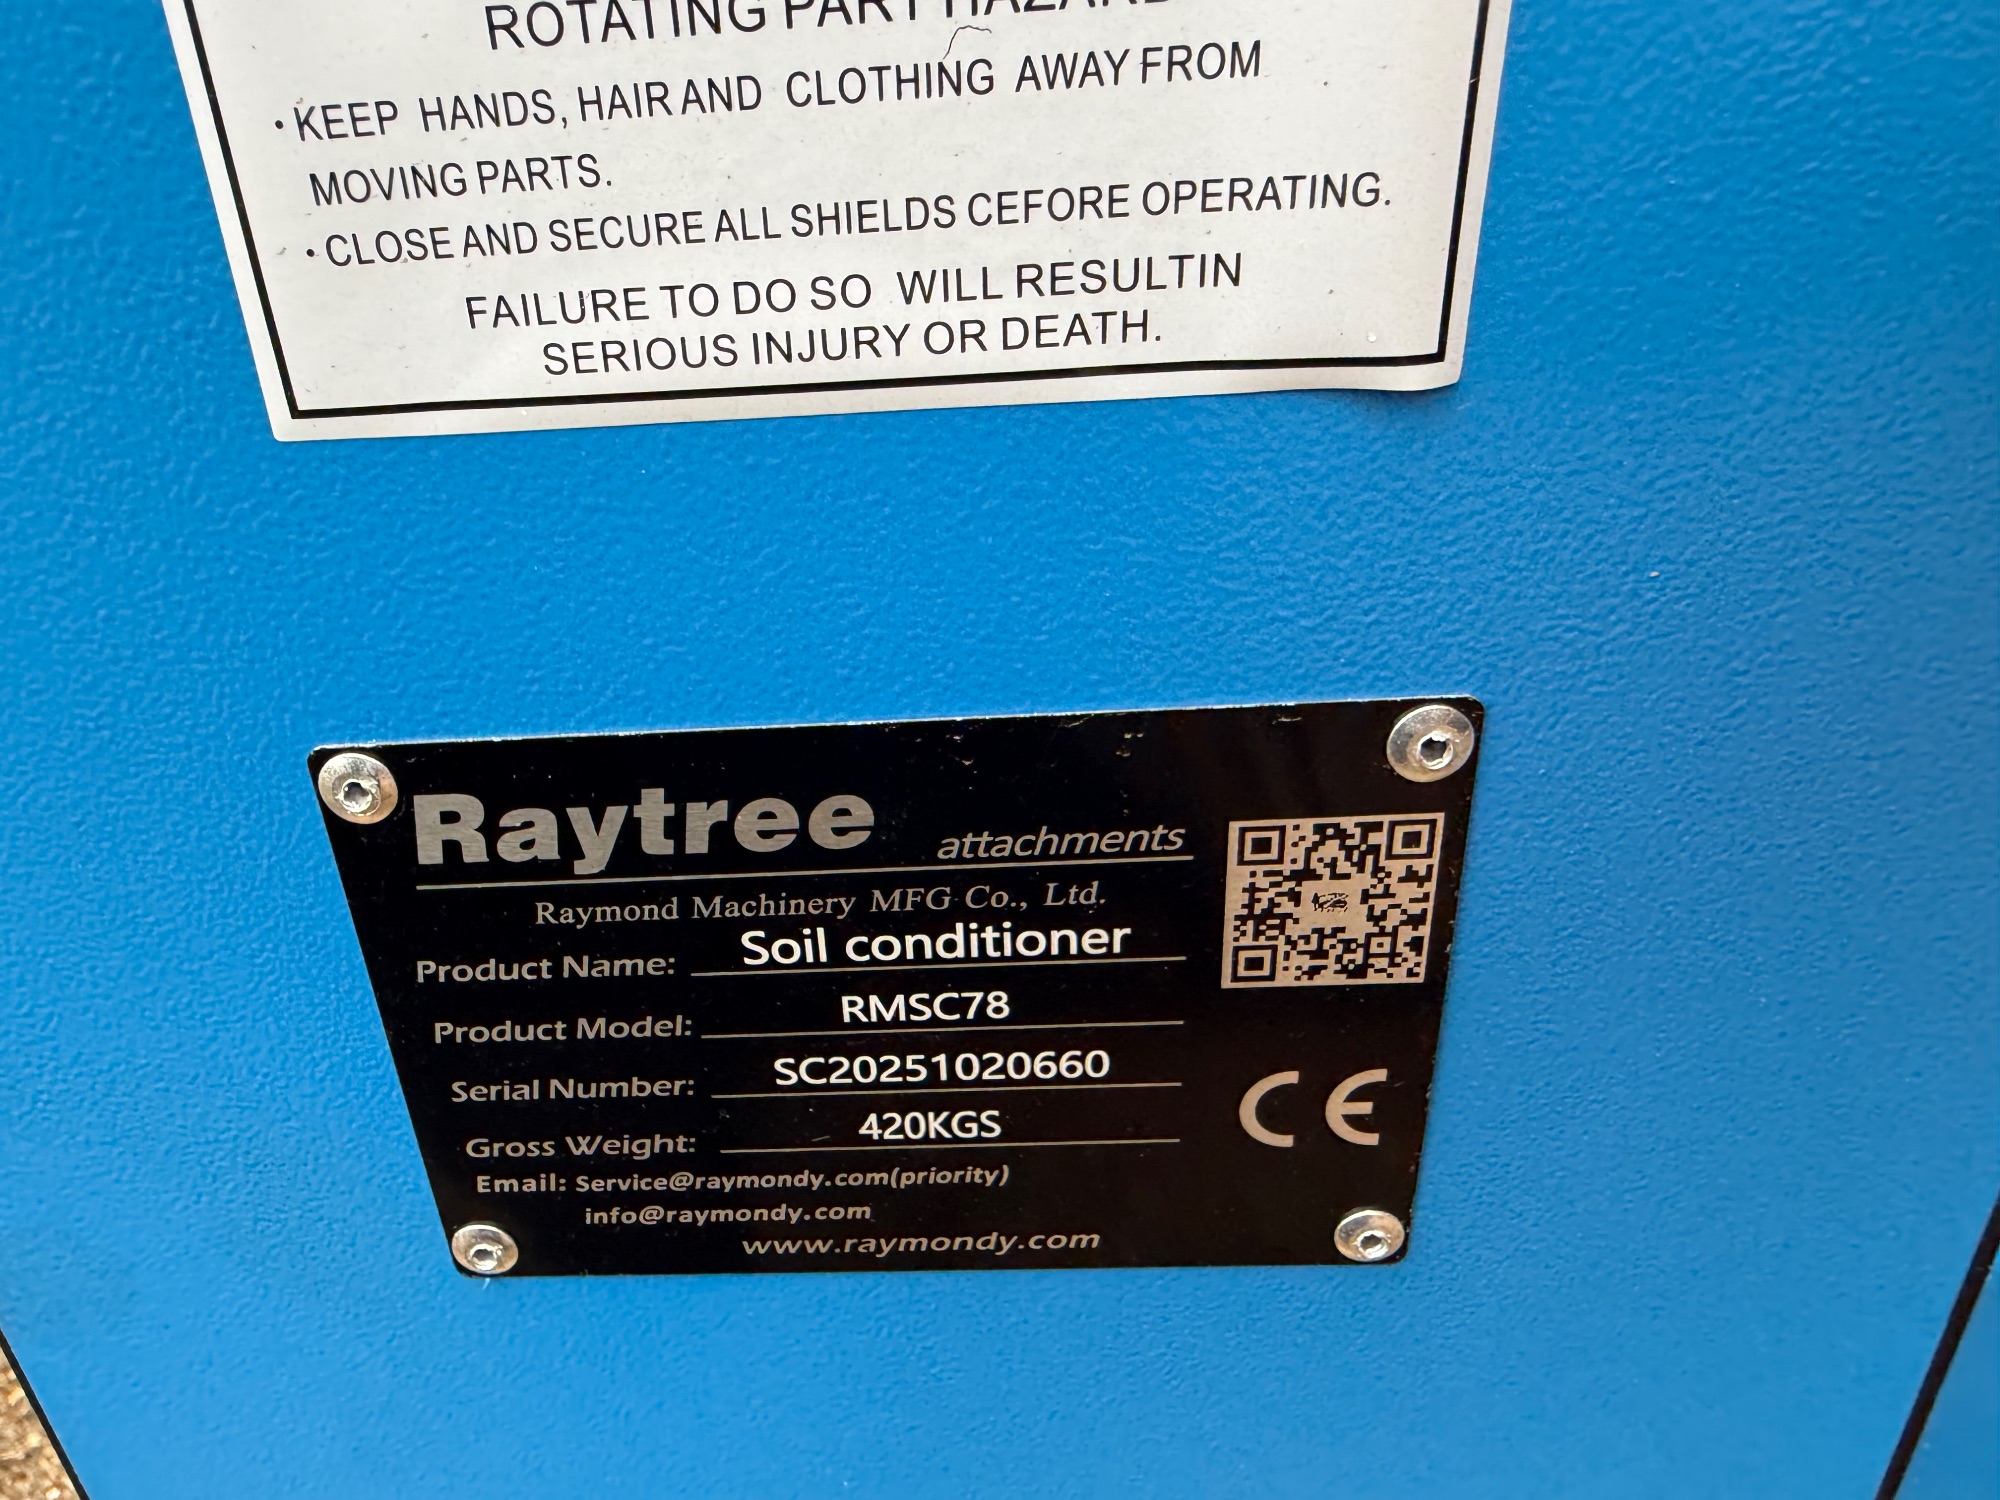 ROTATING PART HAZARD
·KEEP HANDS, HAIR AND CLOTHING AWAY FROM
MOVING PARTS.
·CLOSE AND SECURE ALL SHIELDS CEFORE OPERATING.
FAILURE TO DO SO WILL RESULTIN
SERIOUS INJURY OR DEATH.
Raytree attachments
Raymond Machinery MFG Co., Ltd.
Product Name: Soil conditioner
Product Model: RMSC78
Serial Number: SC20251020660
Gross Weight: 420KGS
Email: Service@raymondy.com(priority)
info@raymondy.com
www.raymondy.com
CE